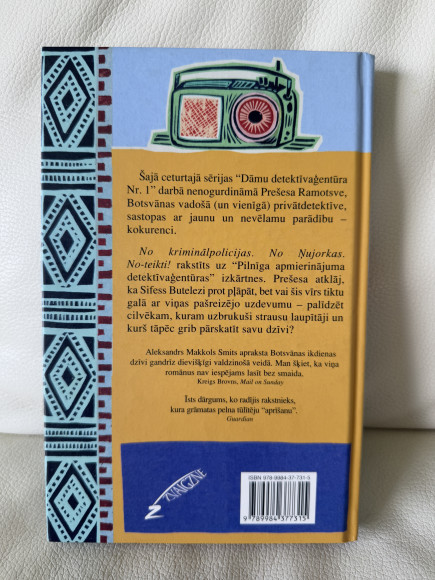 Šajā ceturtajā sērijas “Dāmu detektīvaģentūra
Nr. 1” darbā nenogurdināmā Prešesa Ramotsve,
Botsvānas vadošā (un vienīgā) privātdetektīve,
sastopas ar jaunu un nevēlamu parādību –
kokurenci.
No kriminālpolicijas. No Ņujorkas.
No-teikti! rakstīts uz “Pilnīga apmierinājuma
detektīvaģentūras” izkārtnes. Prešesa atklāj,
ka Sifess Butelezi prot pļāpāt, bet vai šis vīrs tiktu
galā ar viņas pašreizējo uzdevumu – palīdzēt
cilvēkam, kuram uzbrukuši strausu laupītāji un
kurš tāpēc grib pārskatīt savu dzīvi?
Aleksandrs Makkols Smits apraksta Botsvānas ikdienas
dzīvi gandrīz dievišķīgi valdzinošā veidā. Man šķiet, ka viņa
romānus nav iespējams lasīt bez smaida.
Kreigs Brovns, Mail on Sunday
Īsts dārgums, ko radījis rakstnieks,
kura grāmatas pelna tūlītēju “aprīšanu”.
Guardian
ZVAIGZNE
ISBN 978-9984-37-731-5
9 789984 377315